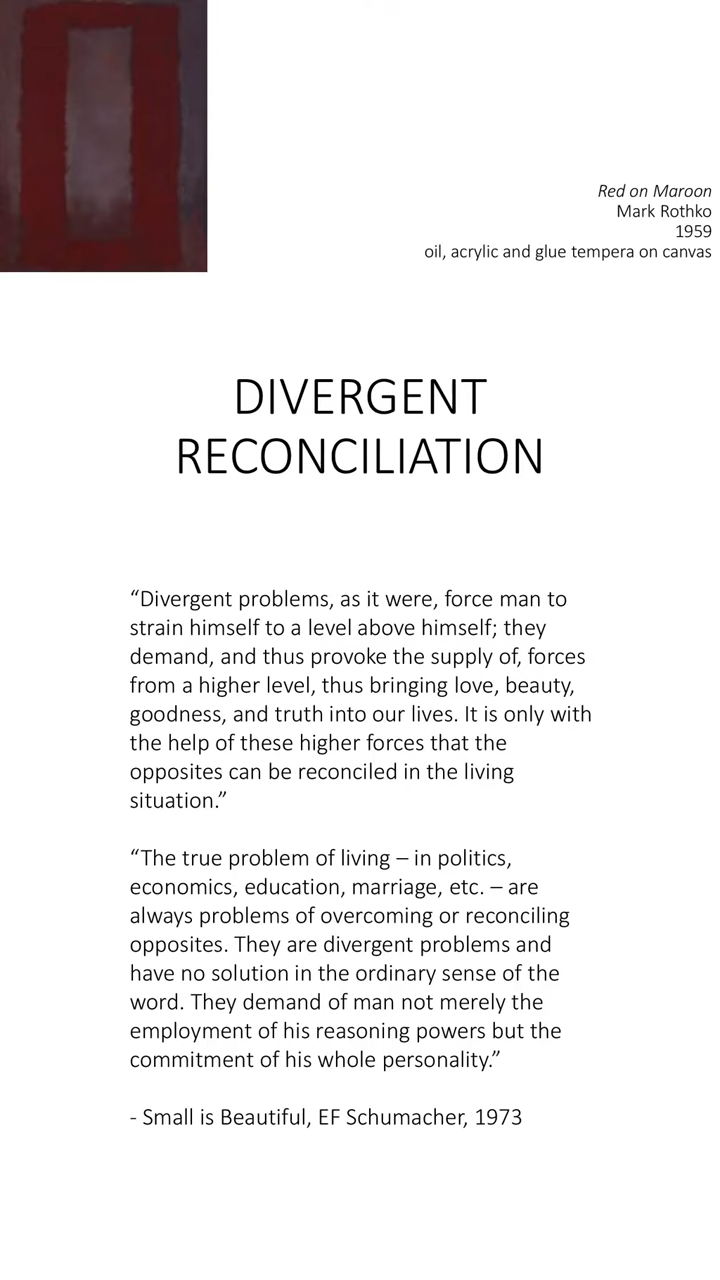 Red on Maroon
Mark Rothko
1959
oil, acrylic and glue tempera on canvas
DIVERGENT
RECONCILIATION
“Divergent problems, as it were, force man to
strain himself to a level above himself; they
demand, and thus provoke the supply of, forces
from a higher level, thus bringing love, beauty,
goodness, and truth into our lives. It is only with
the help of these higher forces that the
opposites can be reconciled in the living
situation.”
“The true problem of living – in politics,
economics, education, marriage, etc. – are
always problems of overcoming or reconciling
opposites. They are divergent problems and
have no solution in the ordinary sense of the
word. They demand of man not merely the
employment of his reasoning powers but the
commitment of his whole personality.”
- Small is Beautiful, EF Schumacher, 1973